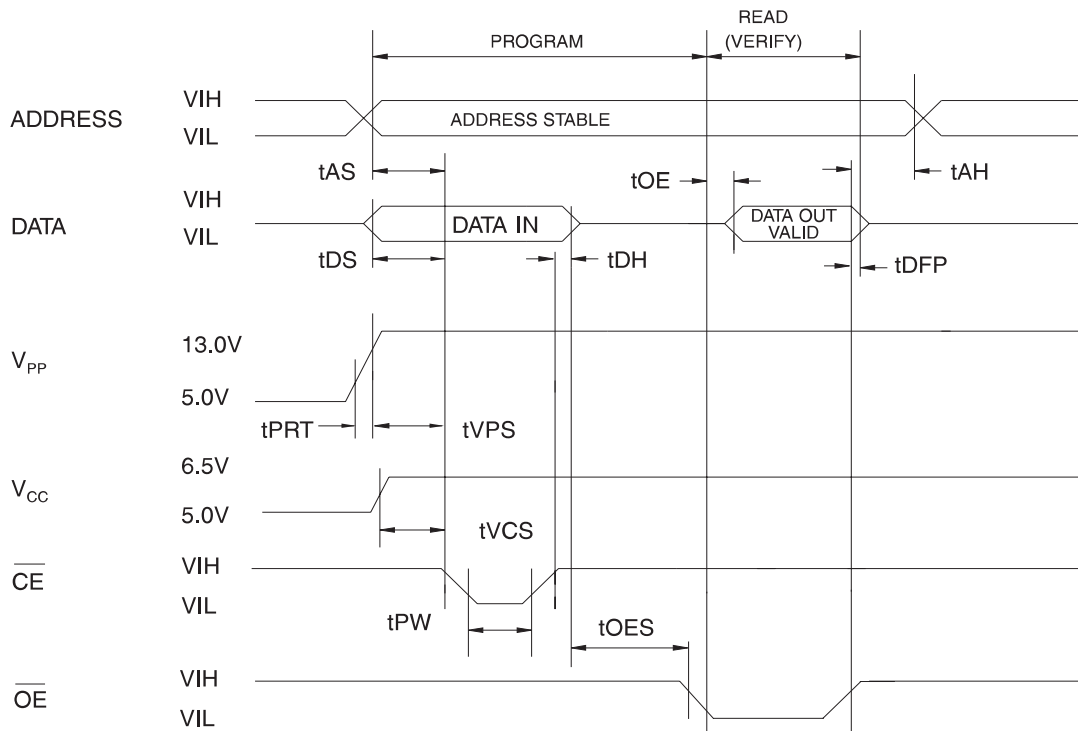 PROGRAM
READ
(VERIFY)
ADDRESS
VIH
VIL
ADDRESS STABLE
tAS
tOE
tAH
DATA
VIH
VIL
DATA IN
DATA OUT
VALID
tDS
tDH
tDFP
VPP
13.0V
5.0V
tPRT
tVPS
VCC
6.5V
5.0V
tVCS
CE
VIH
VIL
tPW
tOES
OE
VIH
VIL